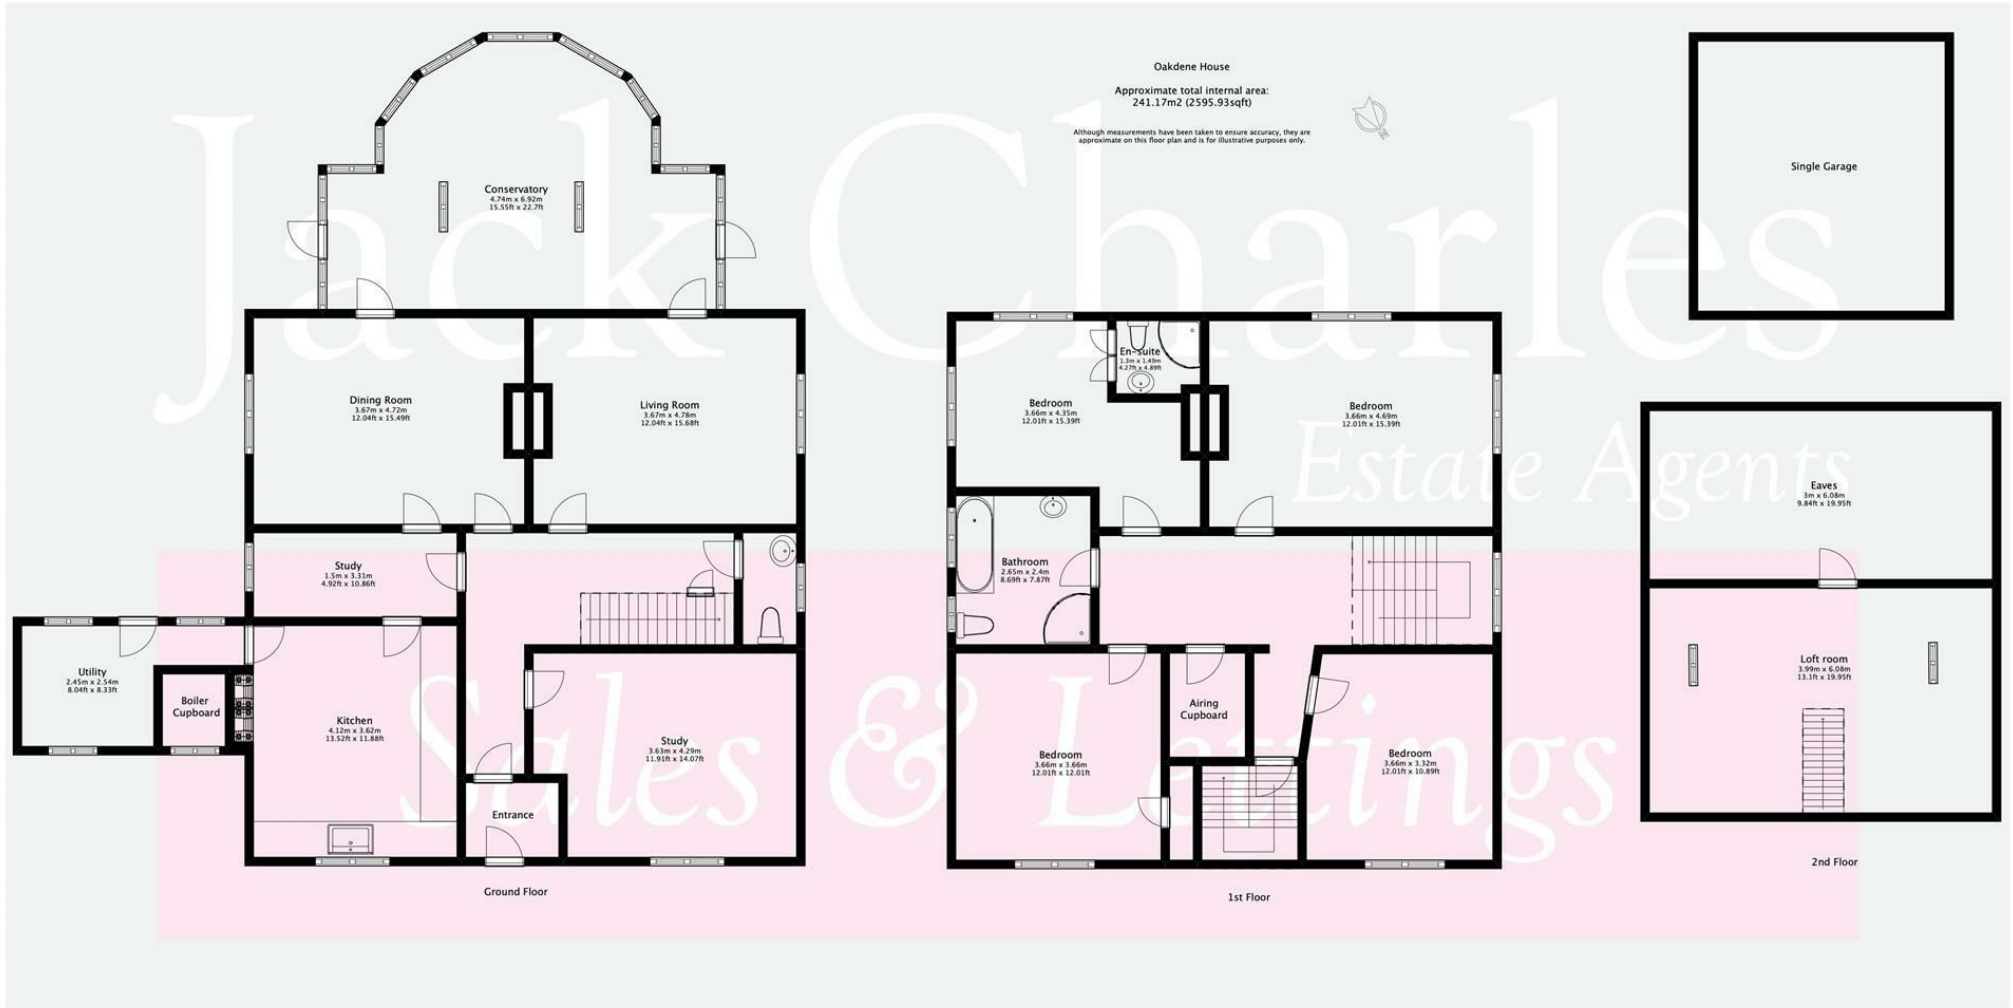 Jack Charles
Estate Agents
Sales & Lettings
Oakdene House
Approximate total internal area:
241.17m2 (2595.93sqft)
Although measurements have been taken to ensure accuracy, they are
approximate on this floor plan and is for illustrative purposes only.
Conservatory
4.74m x 6.92m
15.55ft x 22.7ft
Dining Room
3.67m x 4.72m
12.04ft x 15.49ft
Living Room
3.67m x 4.78m
12.04ft x 15.68ft
Study
1.5m x 3.31m
4.92ft x 10.86ft
Utility
2.45m x 2.54m
8.04ft x 8.33ft
Boiler
Cupboard
Kitchen
4.12m x 3.62m
13.52ft x 11.88ft
Study
3.63m x 4.29m
11.91ft x 14.07ft
Entrance
Ground Floor
En-suite
1.3m x 1.49m
4.27ft x 4.89ft
Bedroom
3.66m x 4.35m
12.01ft x 15.39ft
Bedroom
3.66m x 4.69m
12.01ft x 15.39ft
Bathroom
2.65m x 2.4m
8.69ft x 7.87ft
Airing
Cupboard
Bedroom
3.66m x 3.66m
12.01ft x 12.01ft
Bedroom
3.66m x 3.32m
12.01ft x 10.89ft
1st Floor
Single Garage
Eaves
3m x 6.08m
9.84ft x 19.95ft
Loft room
3.99m x 6.08m
13.1ft x 19.95ft
2nd Floor